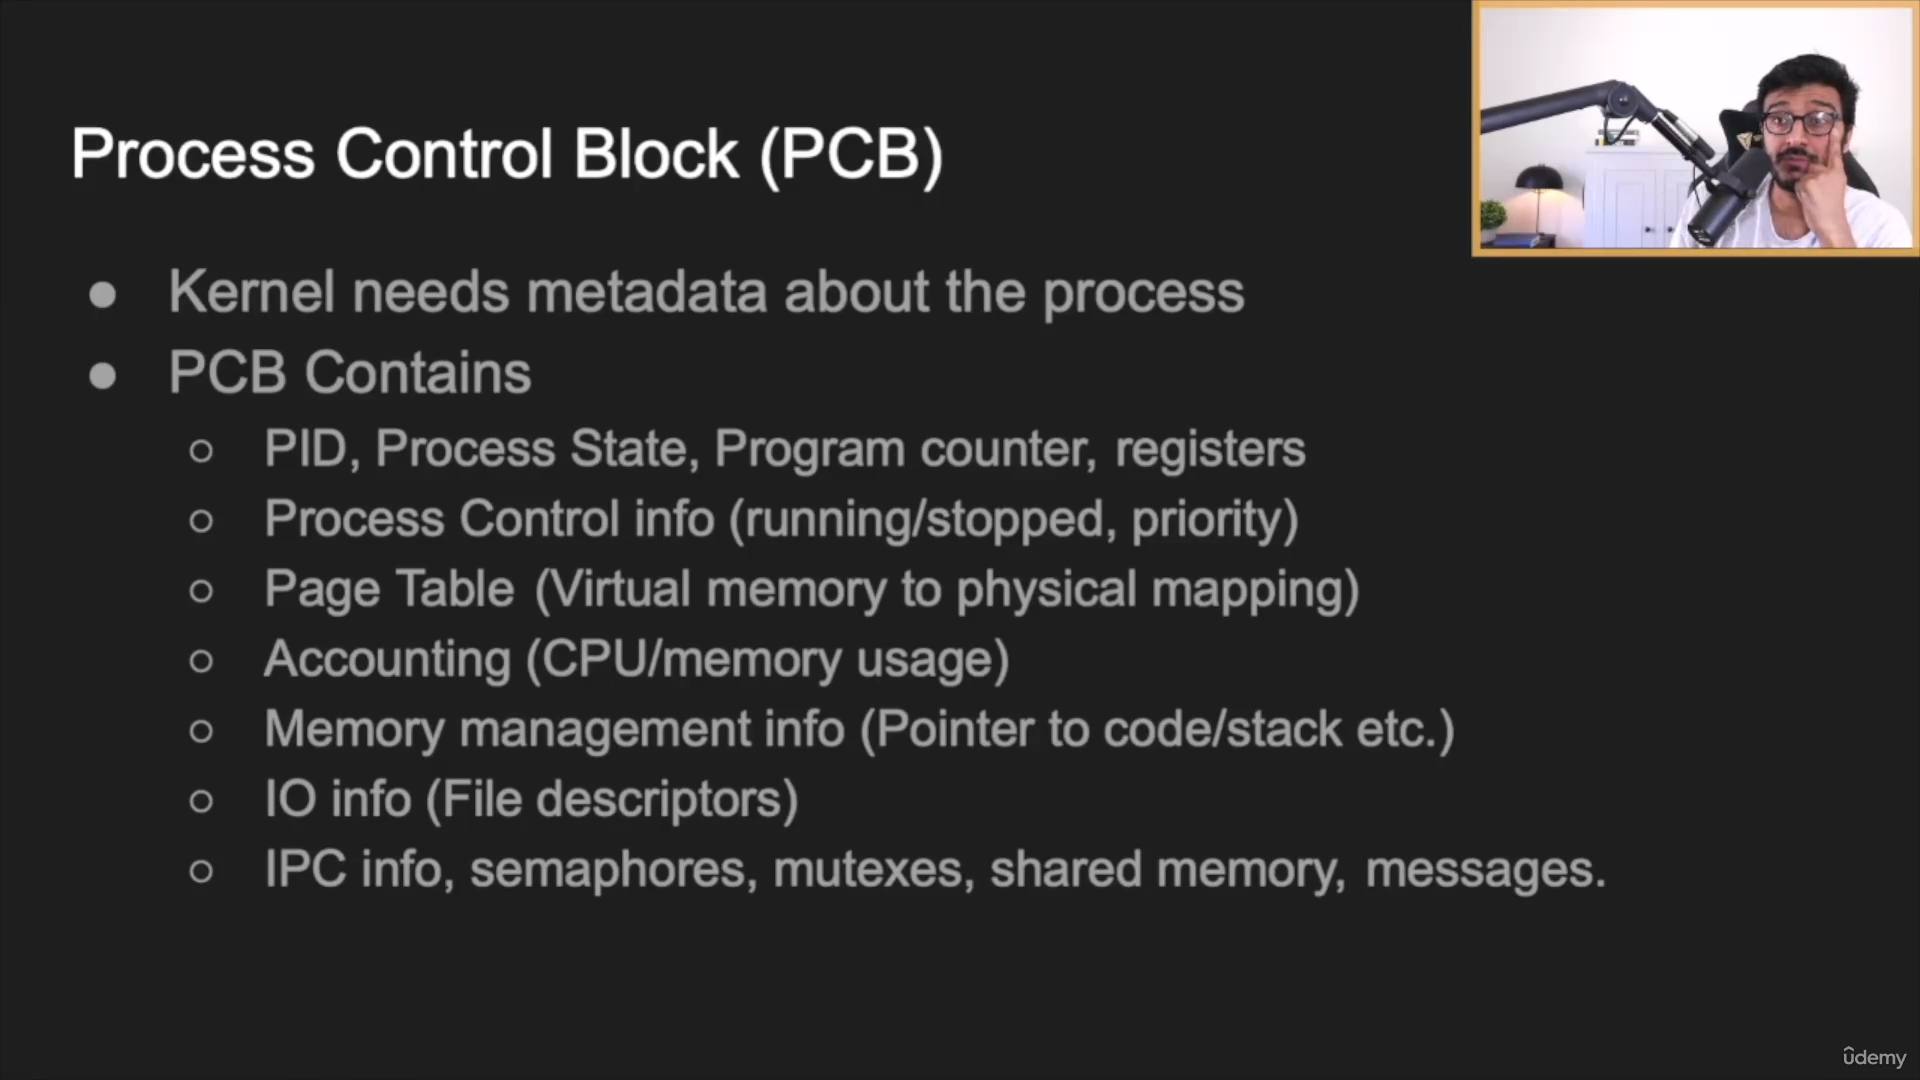 Process Control Block (PCB)
● Kernel needs metadata about the process
● PCB Contains
○ PID, Process State, Program counter, registers
○ Process Control info (running/stopped, priority)
○ Page Table (Virtual memory to physical mapping)
○ Accounting (CPU/memory usage)
○ Memory management info (Pointer to code/stack etc.)
○ IO info (File descriptors)
○ IPC info, semaphores, mutexes, shared memory, messages.
ûdemy